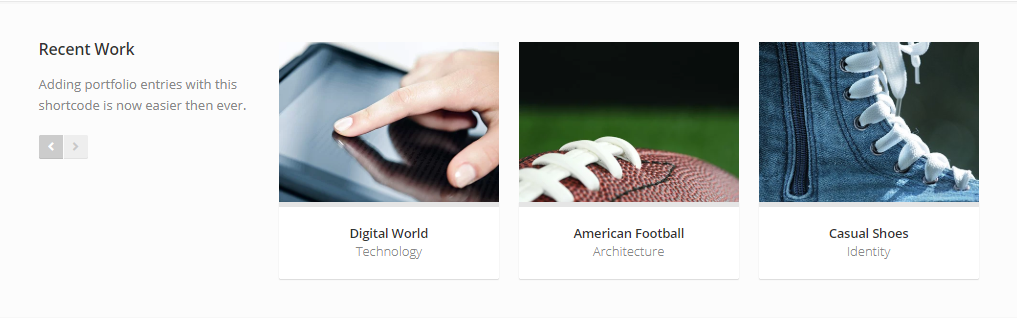 Recent Work
Adding portfolio entries with this
shortcode is now easier then ever.
Digital World
Technology
American Football
Architecture
Casual Shoes
Identity